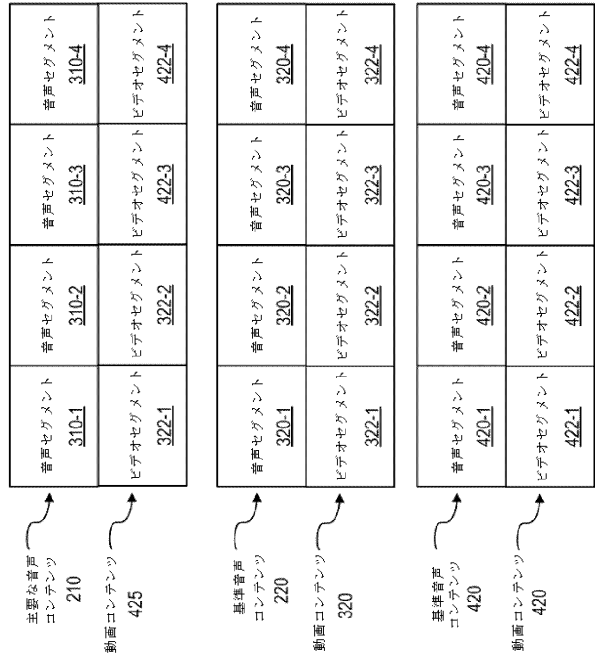 主要な音声
コンテンツ
210
音声セグメント
310-1
音声セグメント
310-2
音声セグメント
310-3
音声セグメント
310-4
動画コンテンツ
425
ビデオセグメント
322-1
ビデオセグメント
322-2
ビデオセグメント
422-3
ビデオセグメント
422-4
基準音声
コンテンツ
220
音声セグメント
320-1
音声セグメント
320-2
音声セグメント
320-3
音声セグメント
320-4
動画コンテンツ
320
ビデオセグメント
322-1
ビデオセグメント
322-2
ビデオセグメント
322-3
ビデオセグメント
322-4
基準音声
コンテンツ
420
音声セグメント
420-1
音声セグメント
420-2
音声セグメント
420-3
音声セグメント
420-4
動画コンテンツ
420
ビデオセグメント
422-1
ビデオセグメント
422-2
ビデオセグメント
422-3
ビデオセグメント
422-4